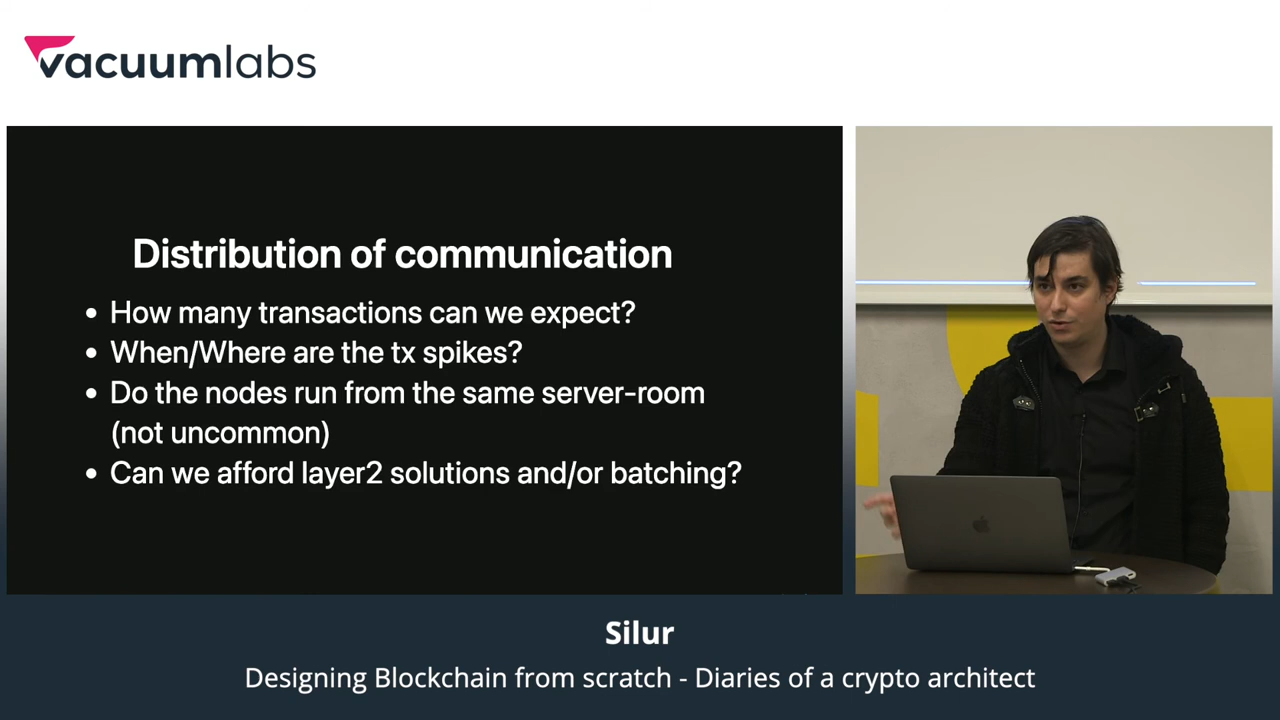 vacuumlabs
Distribution of communication
• How many transactions can we expect?
• When/Where are the tx spikes?
• Do the nodes run from the same server-room
(not uncommon)
• Can we afford layer2 solutions and/or batching?
Silur
Designing Blockchain from scratch - Diaries of a crypto architect